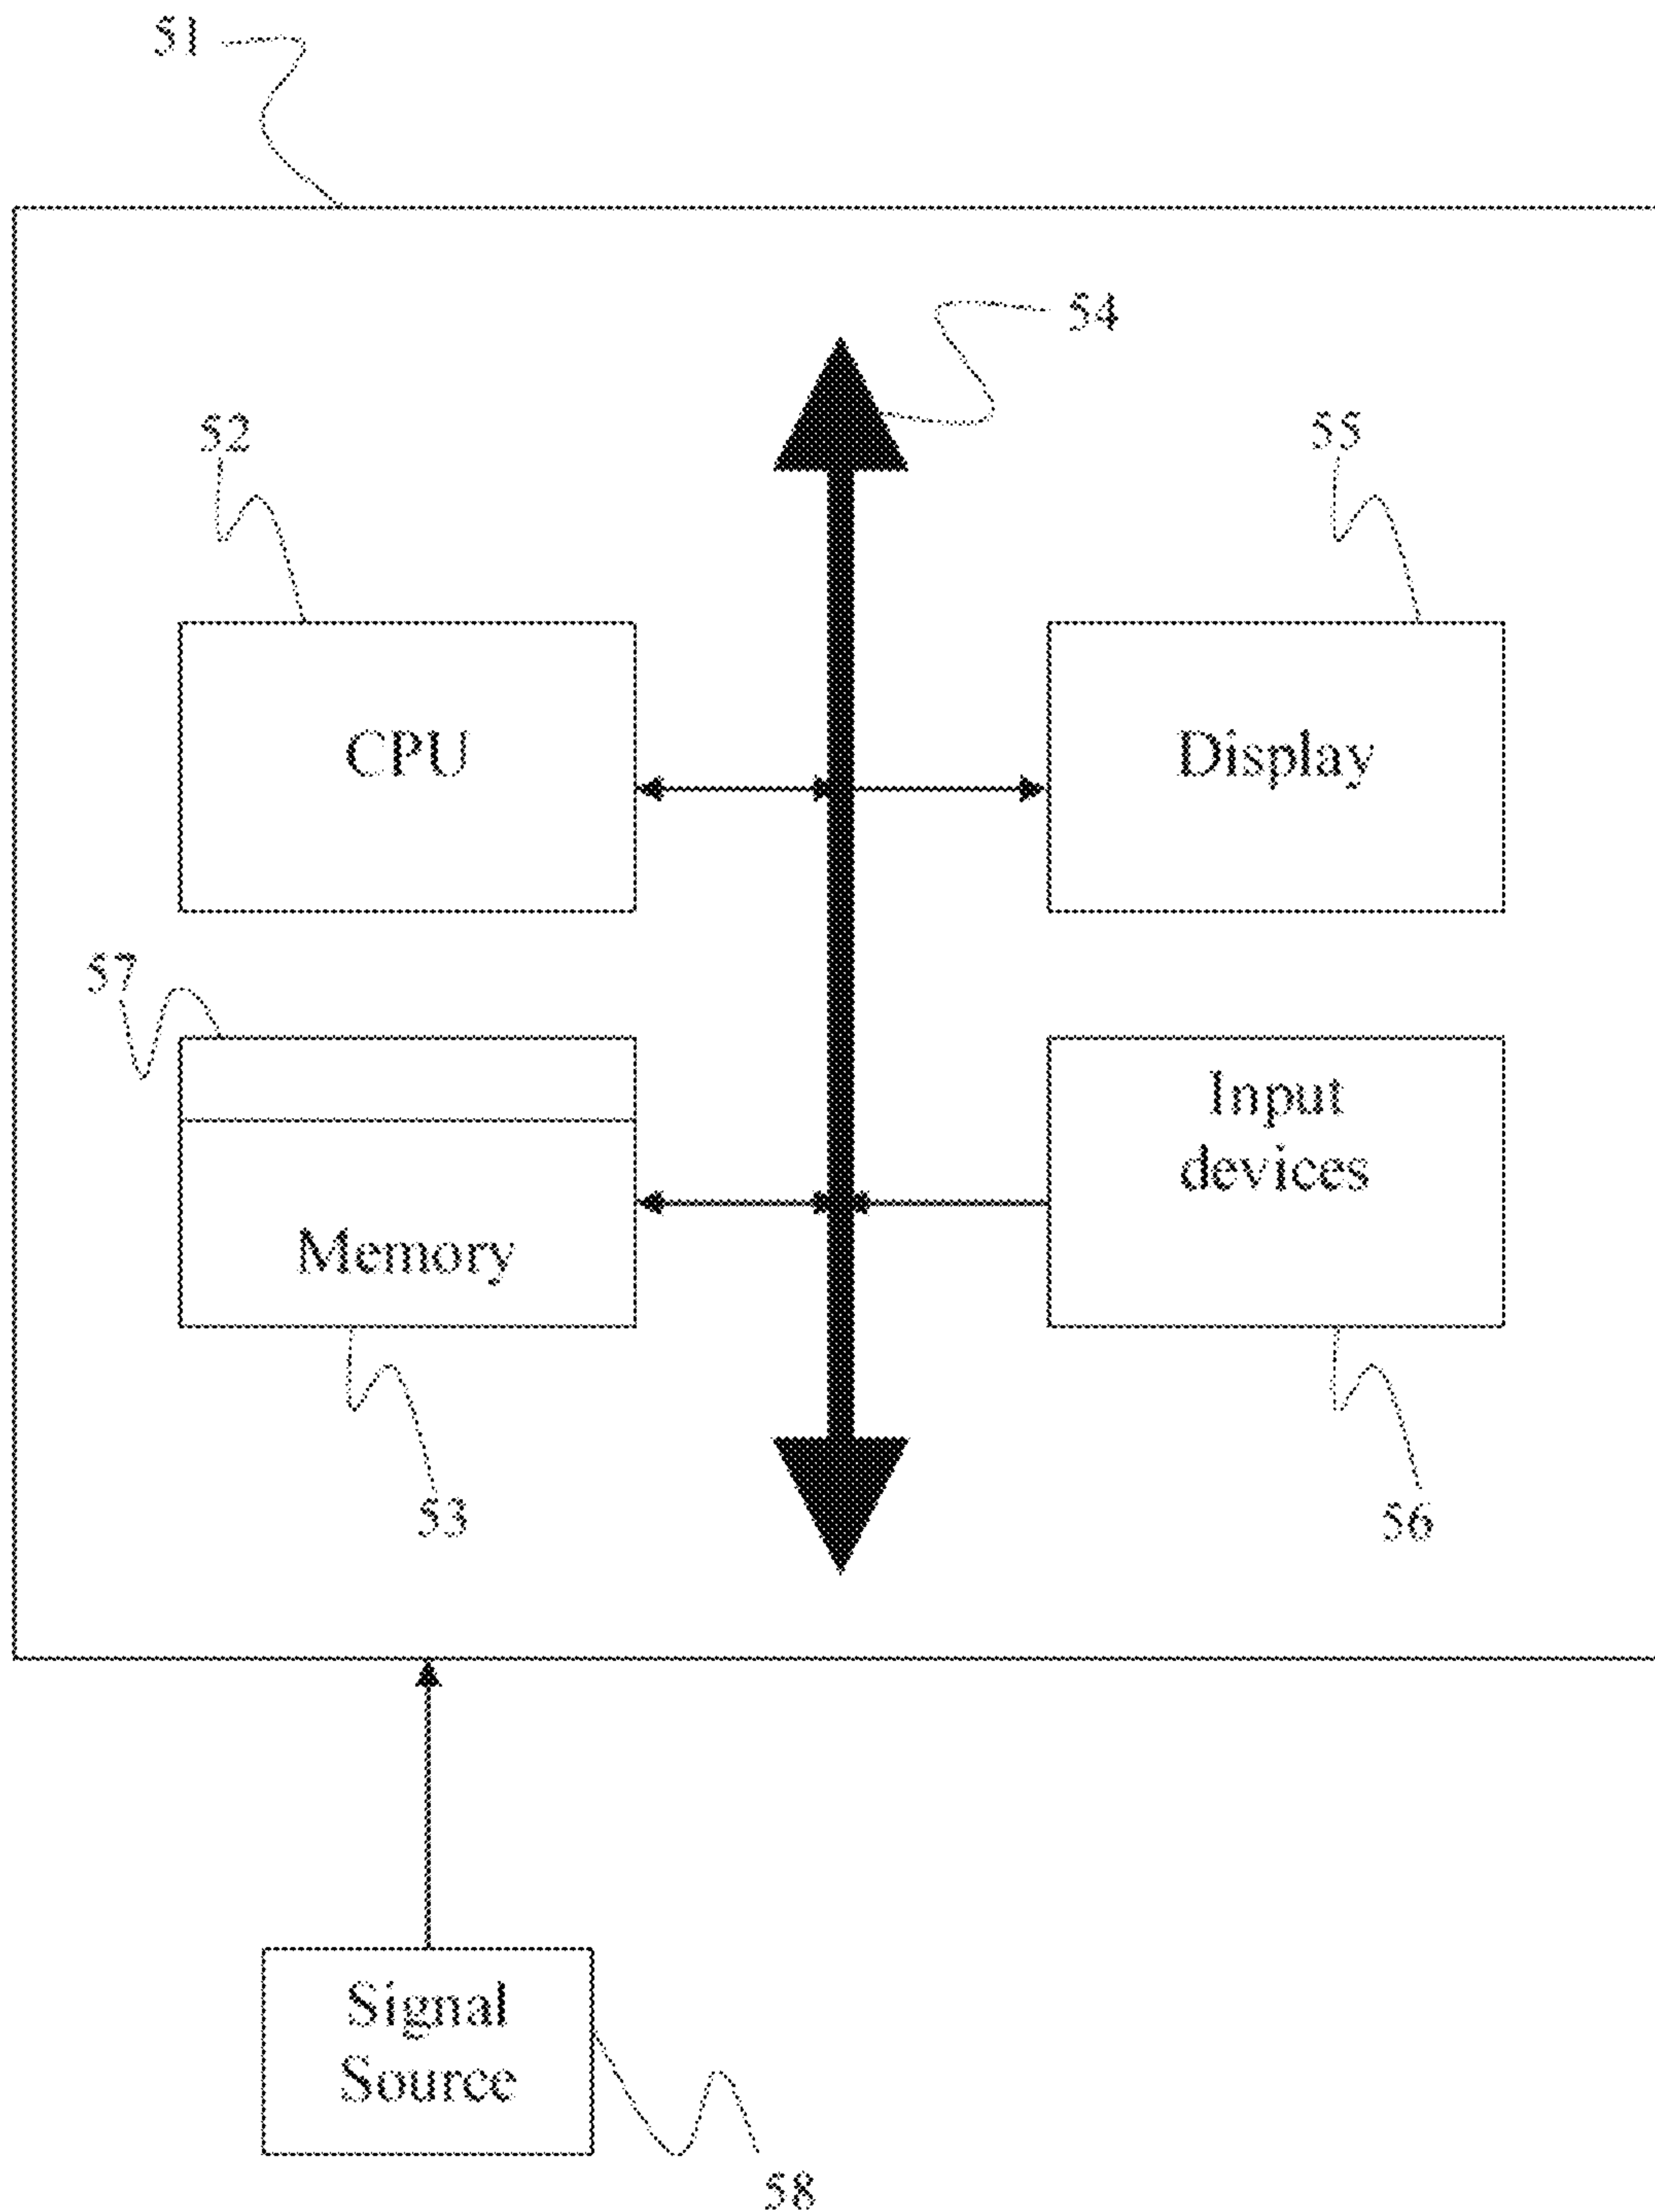 51
54
52
55
CPU
Display
57
Input
devices
Memory
53
56
Signal
Source
58